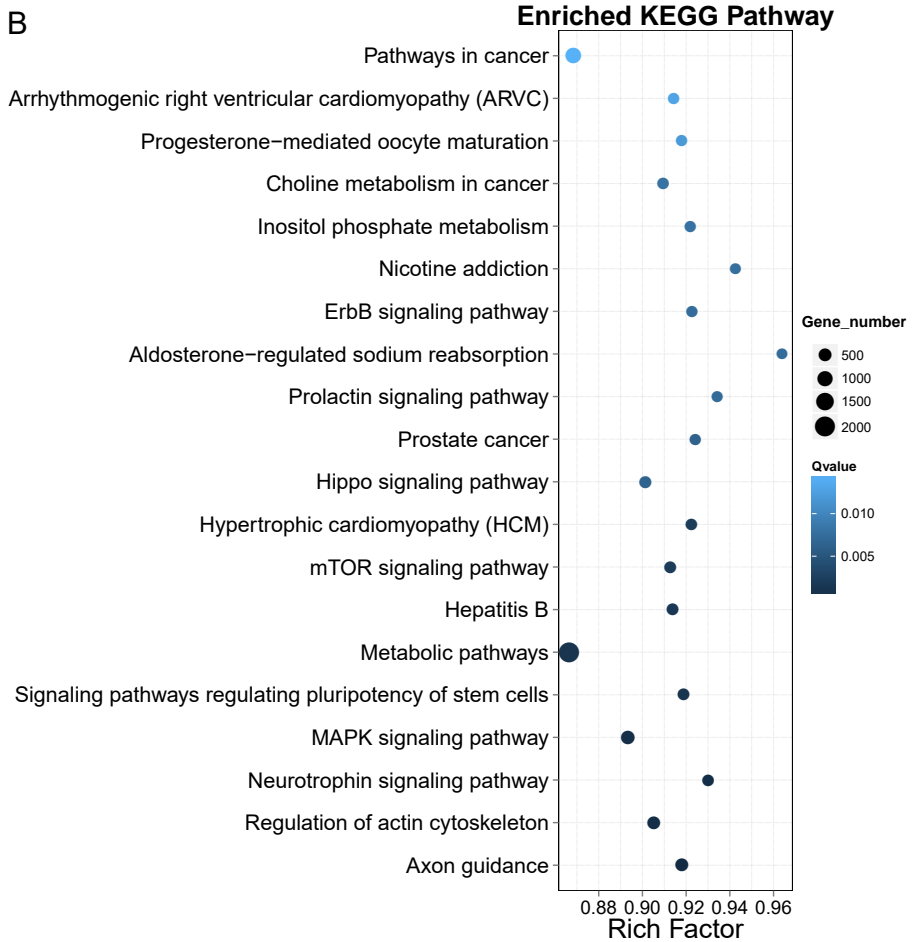 B
Enriched KEGG Pathway
Pathways in cancer
Arrhythmogenic right ventricular cardiomyopathy (ARVC)
Progesterone−mediated oocyte maturation
Choline metabolism in cancer
Inositol phosphate metabolism
Nicotine addiction
ErbB signaling pathway
Aldosterone−regulated sodium reabsorption
Prolactin signaling pathway
Prostate cancer
Hippo signaling pathway
Hypertrophic cardiomyopathy (HCM)
mTOR signaling pathway
Hepatitis B
Metabolic pathways
Signaling pathways regulating pluripotency of stem cells
MAPK signaling pathway
Neurotrophin signaling pathway
Regulation of actin cytoskeleton
Axon guidance
0.88 0.90 0.92 0.94 0.96
Rich Factor
Gene_number
500
1000
1500
2000
Qvalue
0.010
0.005